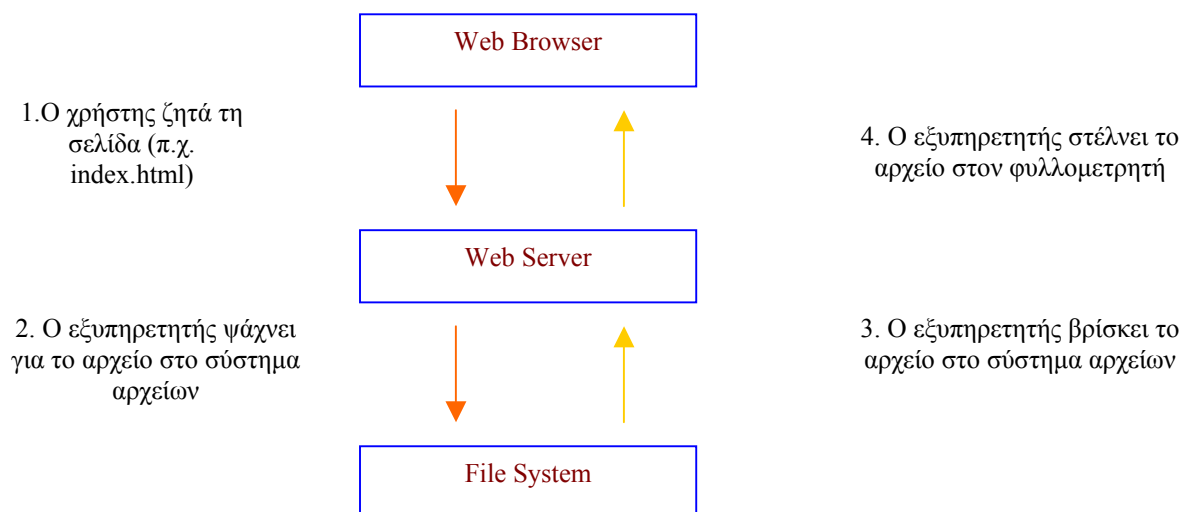 Web Browser
1.Ο χρήστης ζητά τη
σελίδα (π.χ.
index.html)
4. Ο εξυπηρετητής στέλνει το
αρχείο στον φυλλομετρητή
Web Server
2. Ο εξυπηρετητής ψάχνει
για το αρχείο στο σύστημα
αρχείων
3. Ο εξυπηρετητής βρίσκει το
αρχείο στο σύστημα αρχείων
File System